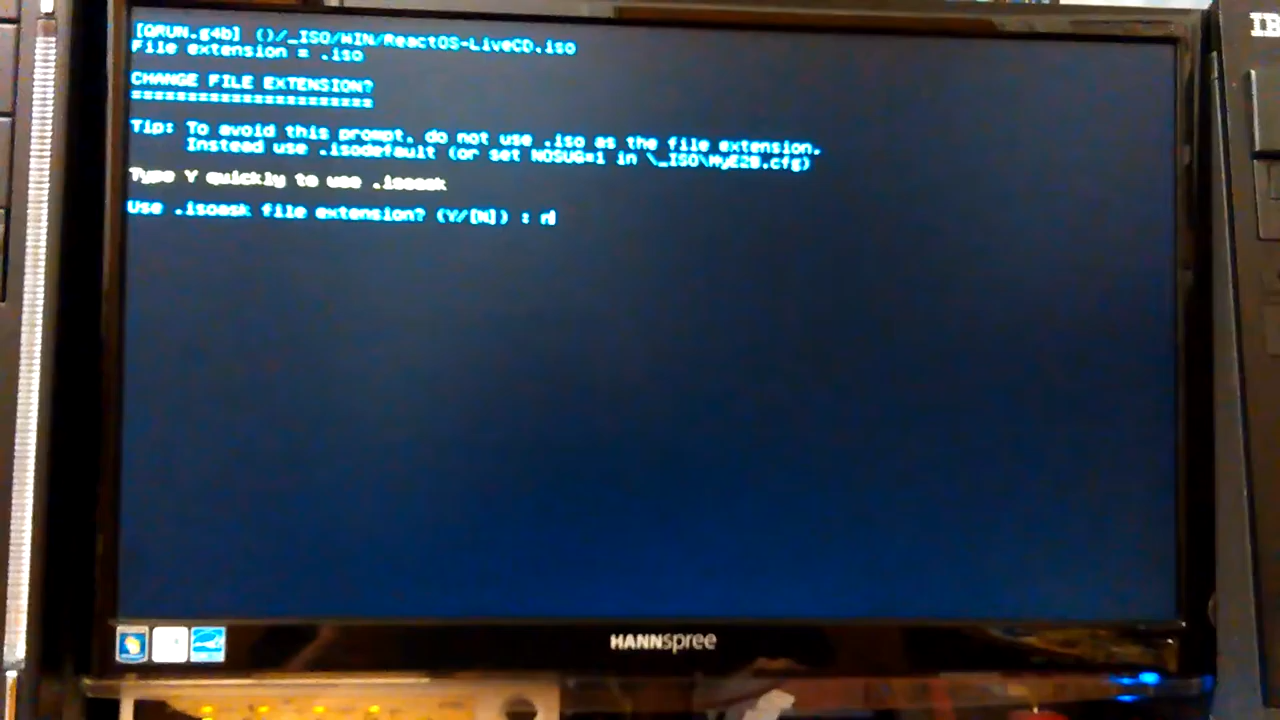 [QRUN.g4b] ()/_ISO/WIN/ReactOS-LiveCD.iso
File extension = .iso
CHANGE FILE EXTENSION?
======================
Tip: To avoid this prompt, do not use .iso as the file extension.
Instead use .isodefault (or set NOSUG=1 in \_ISO\MyE2B.cfg)
Type Y quickly to use .isoask
Use .isoask file extension? (Y/[N]) : n
HANNspree